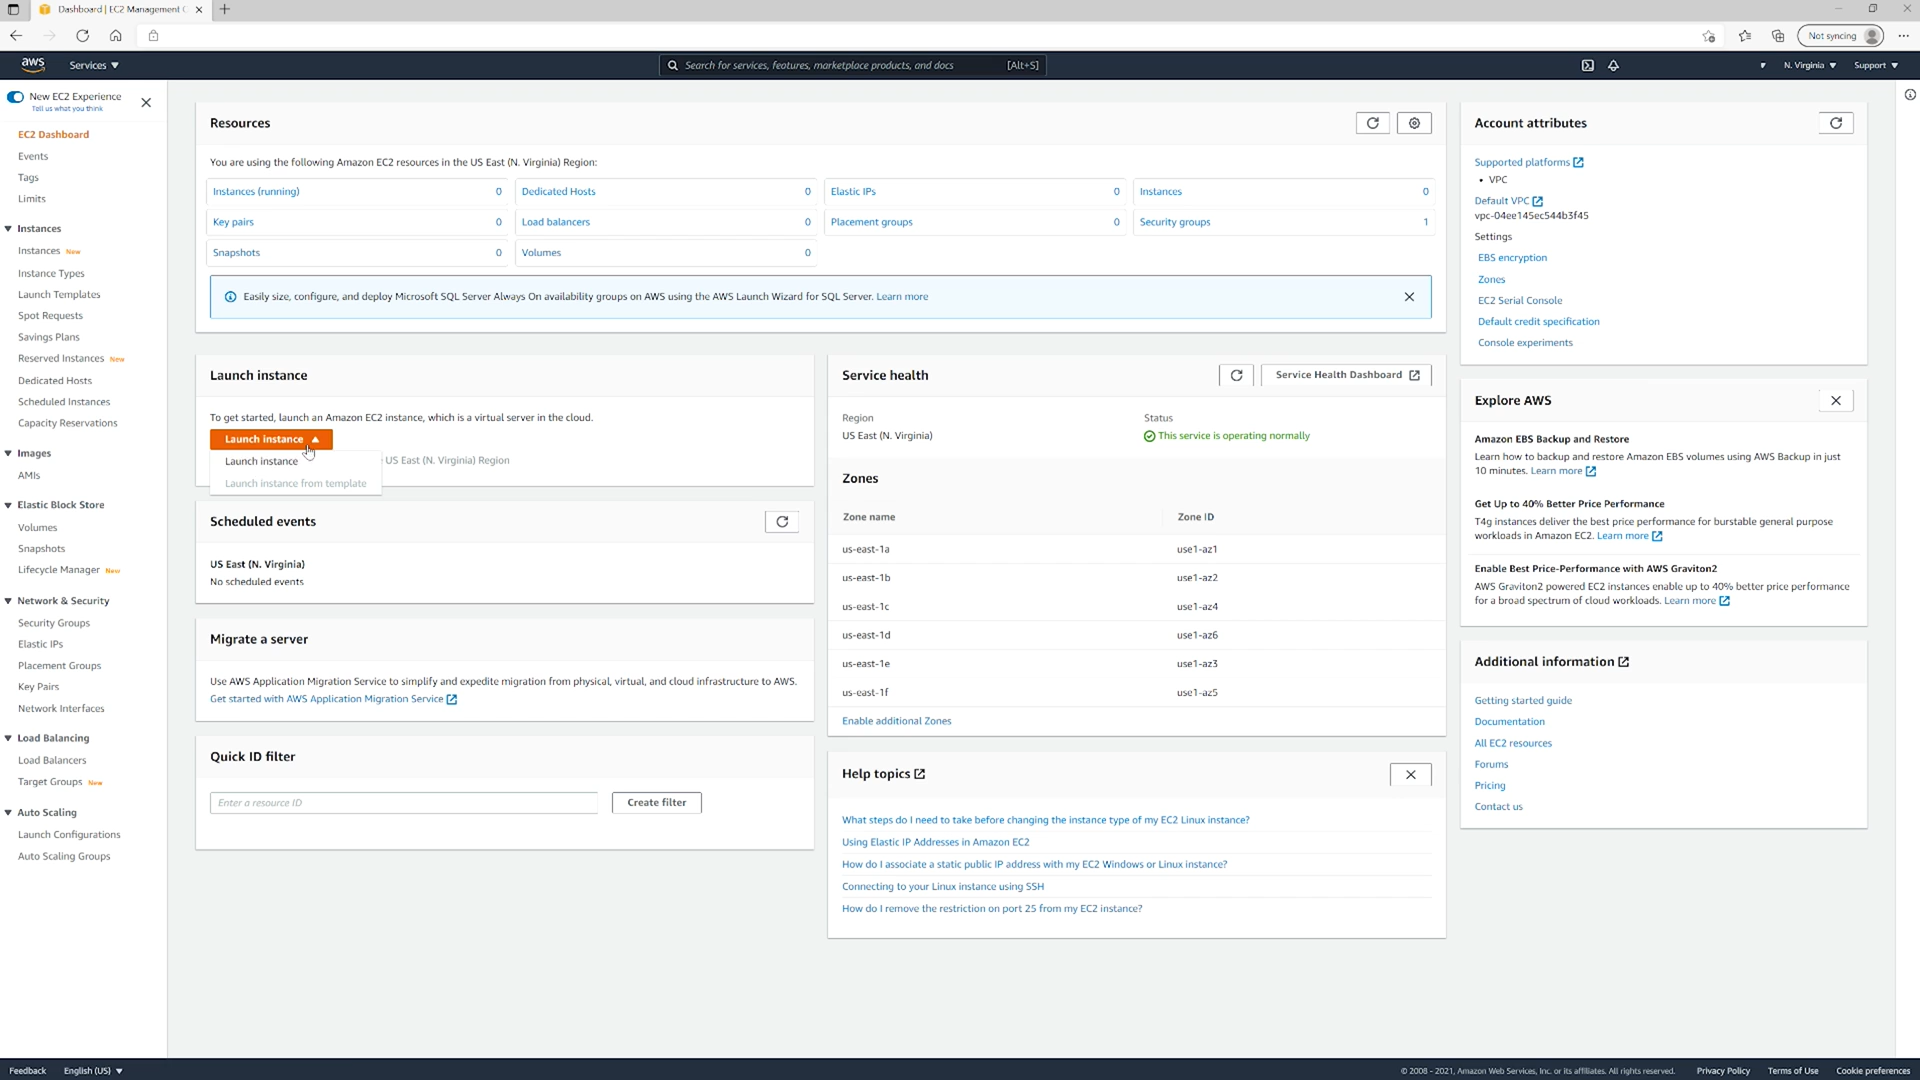 Dashboard | EC2 Management C
Not syncing
aws
Services
Search for services, features, marketplace products, and docs
[Alt+S]
N. Virginia
Support
New EC2 Experience
Tell us what you think
EC2 Dashboard
Events
Tags
Limits
Instances
Instances New
Instance Types
Launch Templates
Spot Requests
Savings Plans
Reserved Instances New
Dedicated Hosts
Scheduled Instances
Capacity Reservations
Images
AMIs
Elastic Block Store
Volumes
Snapshots
Lifecycle Manager New
Network & Security
Security Groups
Elastic IPs
Placement Groups
Key Pairs
Network Interfaces
Load Balancing
Load Balancers
Target Groups New
Auto Scaling
Launch Configurations
Auto Scaling Groups
Resources
You are using the following Amazon EC2 resources in the US East (N. Virginia) Region:
Instances (running) 0
Dedicated Hosts 0
Elastic IPs 0
Instances 0
Key pairs 0
Load balancers 0
Placement groups 0
Security groups 1
Snapshots 0
Volumes 0
Easily size, configure, and deploy Microsoft SQL Server Always On availability groups on AWS using the AWS Launch Wizard for SQL Server. Learn more
Launch instance
To get started, launch an Amazon EC2 instance, which is a virtual server in the cloud.
Launch instance
Launch instance
US East (N. Virginia) Region
Launch instance from template
Scheduled events
US East (N. Virginia)
No scheduled events
Migrate a server
Use AWS Application Migration Service to simplify and expedite migration from physical, virtual, and cloud infrastructure to AWS.
Get started with AWS Application Migration Service
Quick ID filter
Enter a resource ID
Create filter
Service health
Service Health Dashboard
Region
Status
US East (N. Virginia)
This service is operating normally
Zones
Zone name
Zone ID
us-east-1a
use1-az1
us-east-1b
use1-az2
us-east-1c
use1-az4
us-east-1d
use1-az6
us-east-1e
use1-az3
us-east-1f
use1-az5
Enable additional Zones
Help topics
What steps do I need to take before changing the instance type of my EC2 Linux instance?
Using Elastic IP Addresses in Amazon EC2
How do I associate a static public IP address with my EC2 Windows or Linux instance?
Connecting to your Linux instance using SSH
How do I remove the restriction on port 25 from my EC2 instance?
Account attributes
Supported platforms
• VPC
Default VPC
vpc-04ee145ec544b3f45
Settings
EBS encryption
Zones
EC2 Serial Console
Default credit specification
Console experiments
Explore AWS
Amazon EBS Backup and Restore
Learn how to backup and restore Amazon EBS volumes using AWS Backup in just
10 minutes. Learn more
Get Up to 40% Better Price Performance
T4g instances deliver the best price performance for burstable general purpose
workloads in Amazon EC2. Learn more
Enable Best Price-Performance with AWS Graviton2
AWS Graviton2 powered EC2 instances enable up to 40% better price performance
for a broad spectrum of cloud workloads. Learn more
Additional information
Getting started guide
Documentation
All EC2 resources
Forums
Pricing
Contact us
Feedback
English (US)
© 2008 - 2021, Amazon Web Services, Inc. or its affiliates. All rights reserved.
Privacy Policy
Terms of Use
Cookie preferences